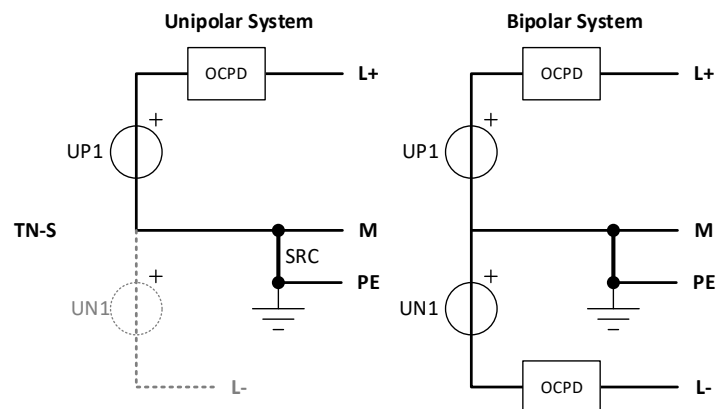 Unipolar System
Bipolar System
OCPD
L+
OCPD
L+
+
+
UP1
UP1
TN-S
M
M
SRC
+
PE
+
PE
UN1
UN1
L-
OCPD
L-